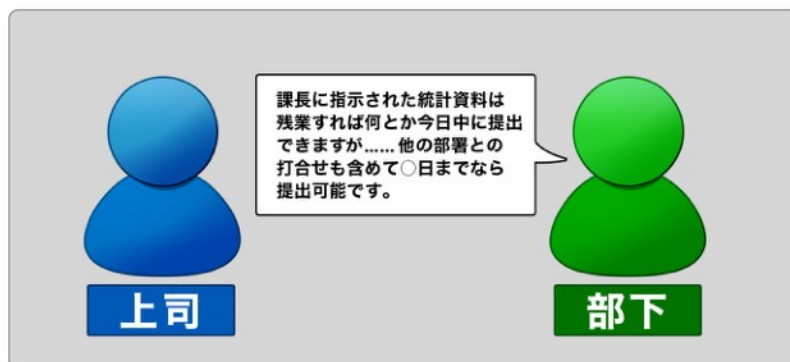 課長に指示された統計資料は
残業すれば何とか今日中に提出
できますが……他の部署との
打合せも含めて○日までなら
提出可能です。
上司
部下